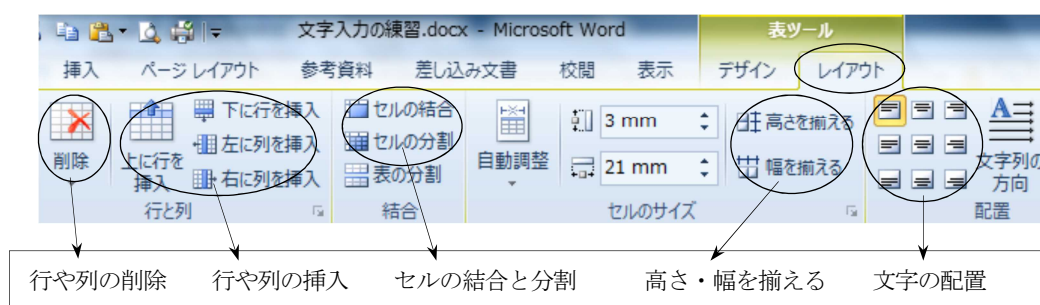 文字入力の練習.docx - Microsoft Word
表ツール
挿入 ページ レイアウト 参考資料 差し込み文書 校閲 表示 デザイン レイアウト
削除
上に行を
挿入
下に行を挿入
左に列を挿入
右に列を挿入
行と列
セルの結合
セルの分割
表の分割
結合
自動調整
3 mm
21 mm
高さを揃える
幅を揃える
セルのサイズ
文字列の
方向
配置
行や列の削除 行や列の挿入 セルの結合と分割 高さ・幅を揃える 文字の配置